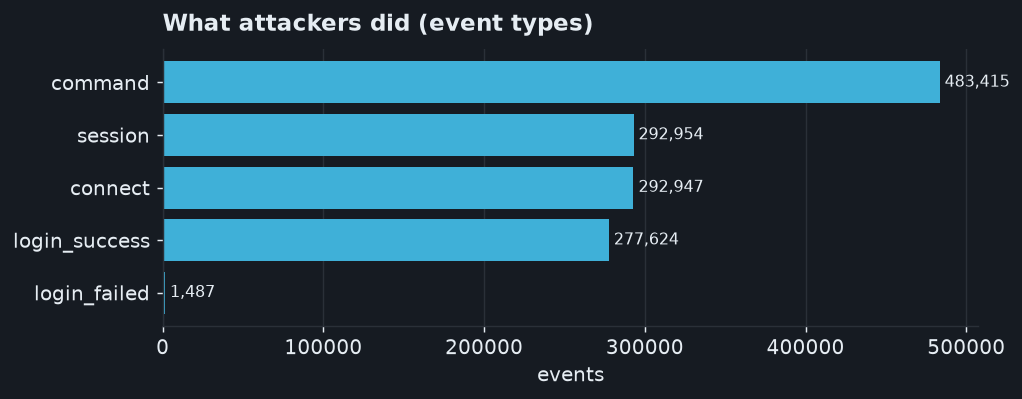 What attackers did (event types)
command 483,415
session 292,954
connect 292,947
login_success 277,624
login_failed 1,487
0 100000 200000 300000 400000 500000
events